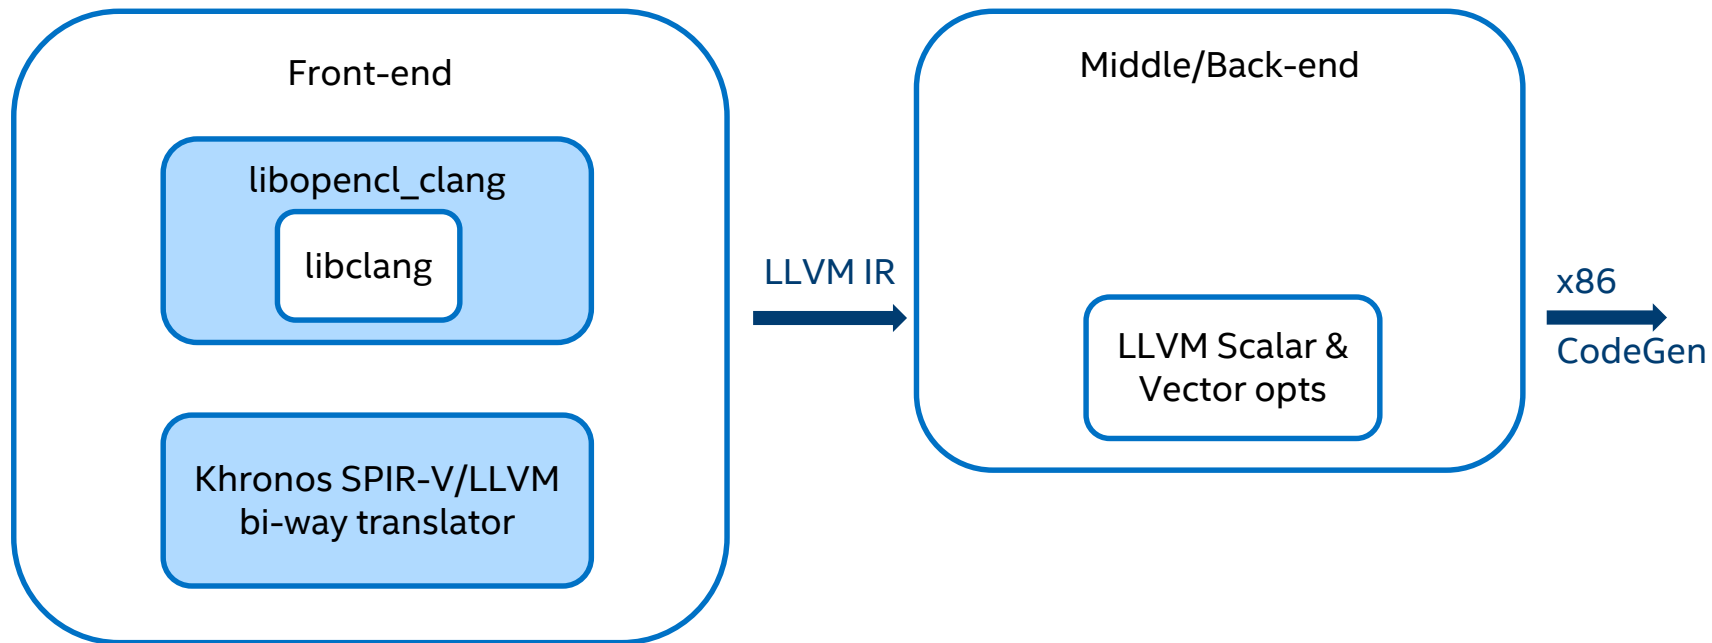 Front-end
libopencl_clang
libclang
Khronos SPIR-V/LLVM
bi-way translator
LLVM IR
Middle/Back-end
LLVM Scalar &
Vector opts
x86
CodeGen